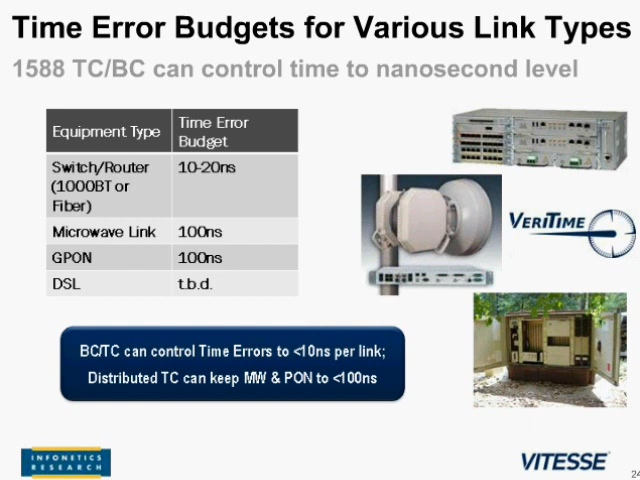 Time Error Budgets for Various Link Types
1588 TC/BC can control time to nanosecond level
Equipment Type
Time Error
Budget
Switch/Router
(1000BT or
Fiber)
10-20ns
Microwave Link
100ns
GPON
100ns
DSL
t.b.d.
VERITIME
BC/TC can control Time Errors to <10ns per link;
Distributed TC can keep MW & PON to <100ns
INFONETICS
RESEARCH
VITESSE
24